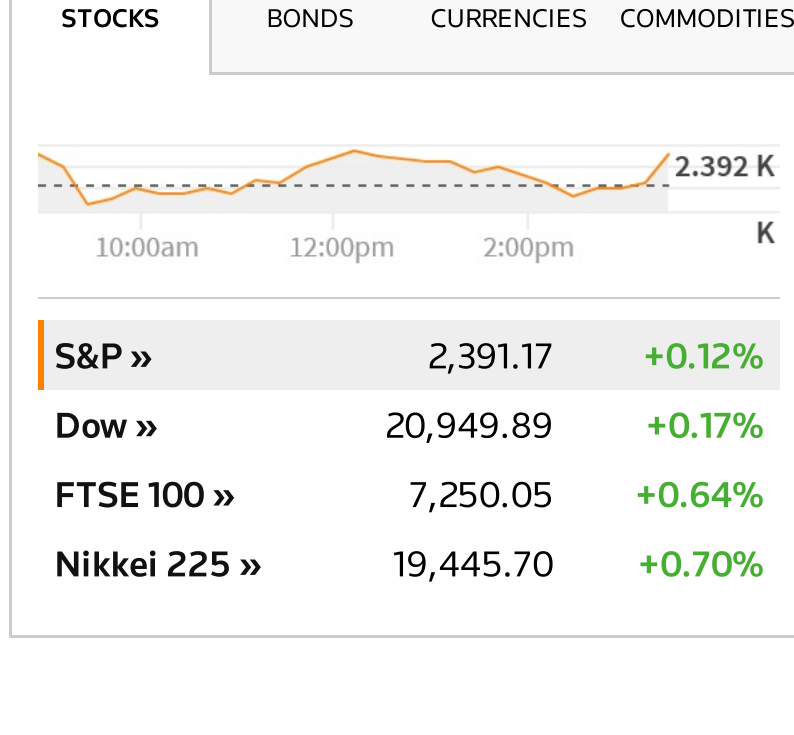 STOCKS BONDS CURRENCIES COMMODITIES
2.392 K
K
10:00am 12:00pm 2:00pm
S&P » 2,391.17 +0.12%
Dow » 20,949.89 +0.17%
FTSE 100 » 7,250.05 +0.64%
Nikkei 225 » 19,445.70 +0.70%